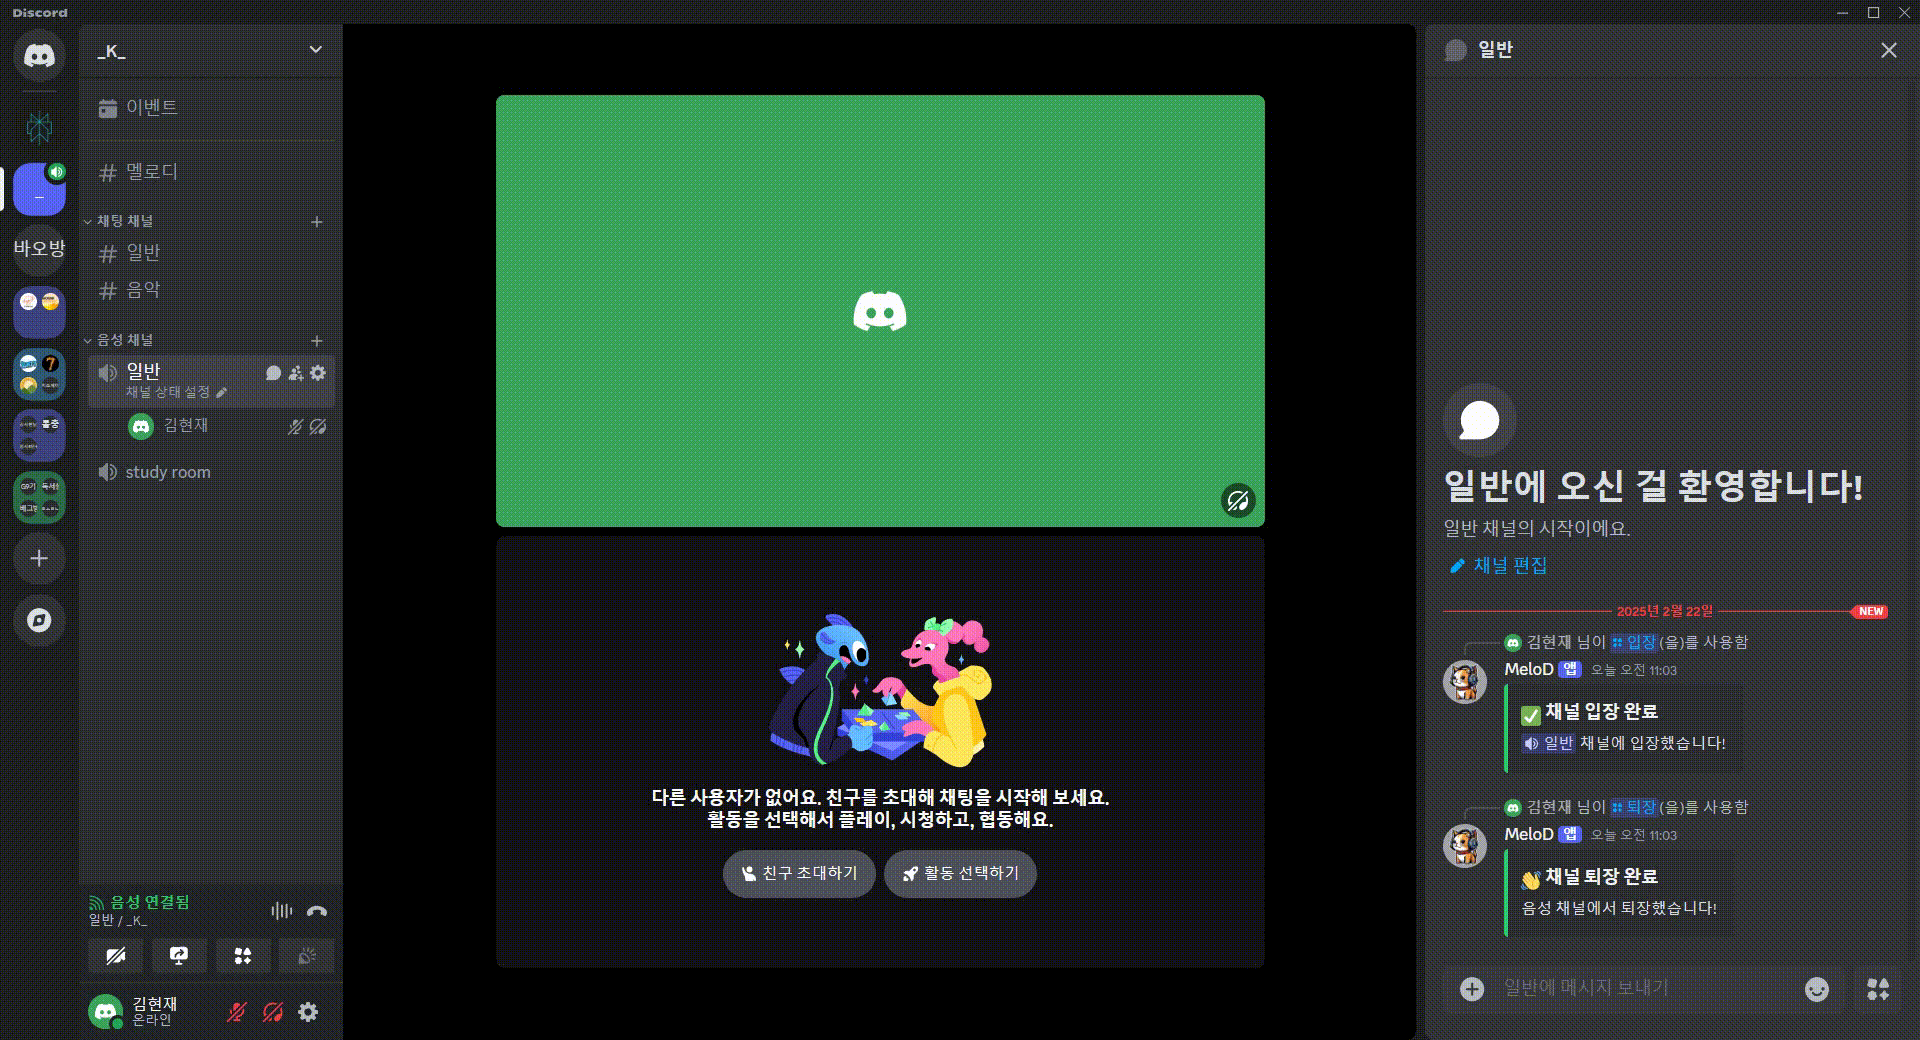 Discord
_K_
이벤트
멜로디
채팅 채널
일반
음악
음성 채널
일반
채널 상태 설정
김현재
study room
바오방
음성 연결됨
일반 / _K_
김현재
온라인
다른 사용자가 없어요. 친구를 초대해 채팅을 시작해 보세요.
활동을 선택해서 플레이, 시청하고, 협동해요.
친구 초대하기
활동 선택하기
일반
일반에 오신 걸 환영합니다!
일반 채널의 시작이에요.
채널 편집
2025년 2월 22일 NEW
김현재 님이 입장(을)를 사용함
MeloD 앱 오늘 오전 11:03
채널 입장 완료
일반 채널에 입장했습니다!
김현재 님이 퇴장(을)를 사용함
MeloD 앱 오늘 오전 11:03
채널 퇴장 완료
음성 채널에서 퇴장했습니다!
일반에 메시지 보내기